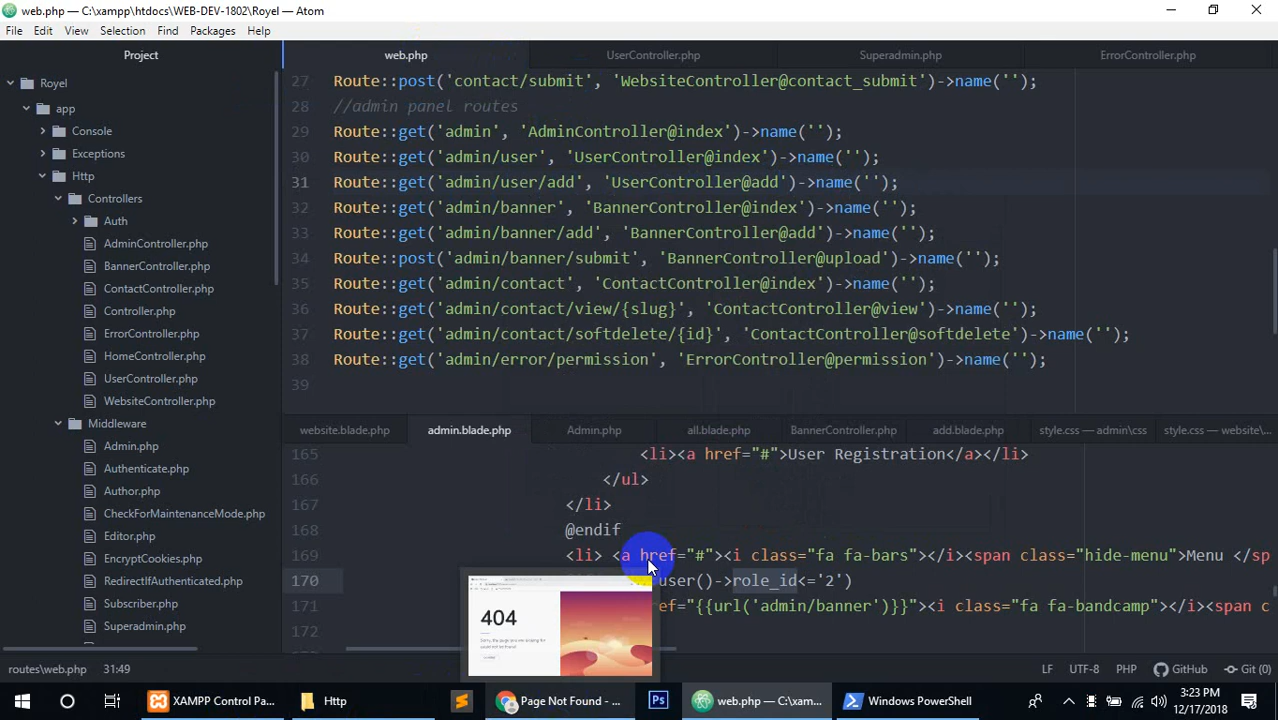 web.php — C:\xampp\htdocs\WEB-DEV-1802\Royel — Atom
File Edit View Selection Find Packages Help
Project
Royel
app
Console
Exceptions
Http
Controllers
Auth
AdminController.php
BannerController.php
ContactController.php
Controller.php
ErrorController.php
HomeController.php
UserController.php
WebsiteController.php
Middleware
Admin.php
Authenticate.php
Author.php
CheckForMaintenanceMode.php
Editor.php
EncryptCookies.php
RedirectIfAuthenticated.php
Subscriber.php
Superadmin.php
web.php UserController.php Superadmin.php ErrorController.php
27 Route::post('contact/submit', 'WebsiteController@contact_submit')->name('');
28 //admin panel routes
29 Route::get('admin', 'AdminController@index')->name('');
30 Route::get('admin/user', 'UserController@index')->name('');
31 Route::get('admin/user/add', 'UserController@add')->name('');
32 Route::get('admin/banner', 'BannerController@index')->name('');
33 Route::get('admin/banner/add', 'BannerController@add')->name('');
34 Route::post('admin/banner/submit', 'BannerController@upload')->name('');
35 Route::get('admin/contact', 'ContactController@index')->name('');
36 Route::get('admin/contact/view/{slug}', 'ContactController@view')->name('');
37 Route::get('admin/contact/softdelete/{id}', 'ContactController@softdelete')->name('');
38 Route::get('admin/error/permission', 'ErrorController@permission')->name('');
39
website.blade.php admin.blade.php Admin.php all.blade.php BannerController.php add.blade.php style.css — admin\css style.css — website\...
165 <li><a href="#">User Registration</a></li>
166 </ul>
167 </li>
168 @endif
169 <li> <a href="#"><i class="fa fa-bars"></i><span class="hide-menu">Menu </sp
170 user()->role_id<='2')
171 ref="{{url('admin/banner')}}"><i class="fa fa-bandcamp"></i><span c
172
404
routes\web.php 31:49 LF UTF-8 PHP GitHub Git (0)
XAMPP Control Pa... Http Page Not Found - ... web.php — C:\xam... Windows PowerShell
3:23 PM
12/17/2018